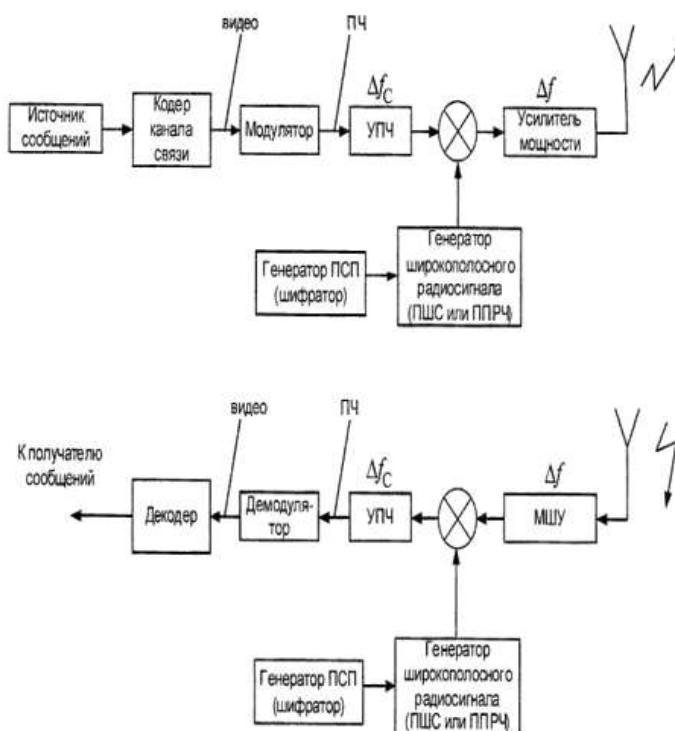 видео
ПЧ
Δf_C
Δf
Источник
сообщений
Кодер
канала
связи
Модулятор
УПЧ
Усилитель
мощности
Генератор ПСП
(шифратор)
Генератор
широкополосного
радиосигнала
(ПШС или ППРЧ)
К получателю
сообщений
видео
ПЧ
Δf_C
Δf
Декодер
Демодуля-
тор
УПЧ
МШУ
Генератор ПСП
(шифратор)
Генератор
широкополосного
радиосигнала
(ПШС или ППРЧ)